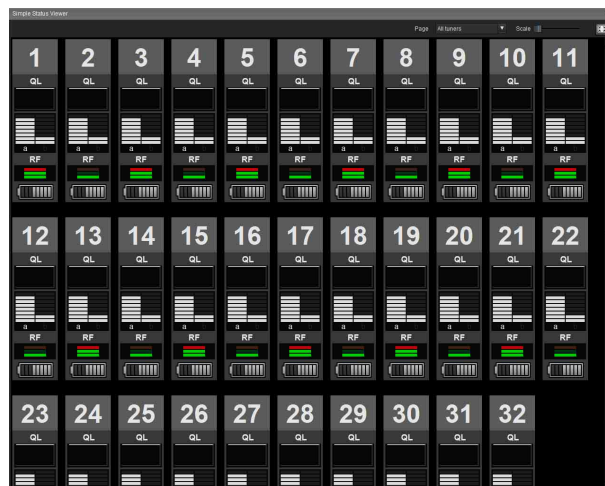 Simple Status Viewer
Page All tuners Scale
1 2 3 4 5 6 7 8 9 10 11
QL QL QL QL QL QL QL QL QL QL QL
a a a a a a a a a a a
RF RF RF RF RF RF RF RF RF RF RF
12 13 14 15 16 17 18 19 20 21 22
QL QL QL QL QL QL QL QL QL QL QL
a a a a a a a a a a a
RF RF RF RF RF RF RF RF RF RF RF
23 24 25 26 27 28 29 30 31 32
QL QL QL QL QL QL QL QL QL QL